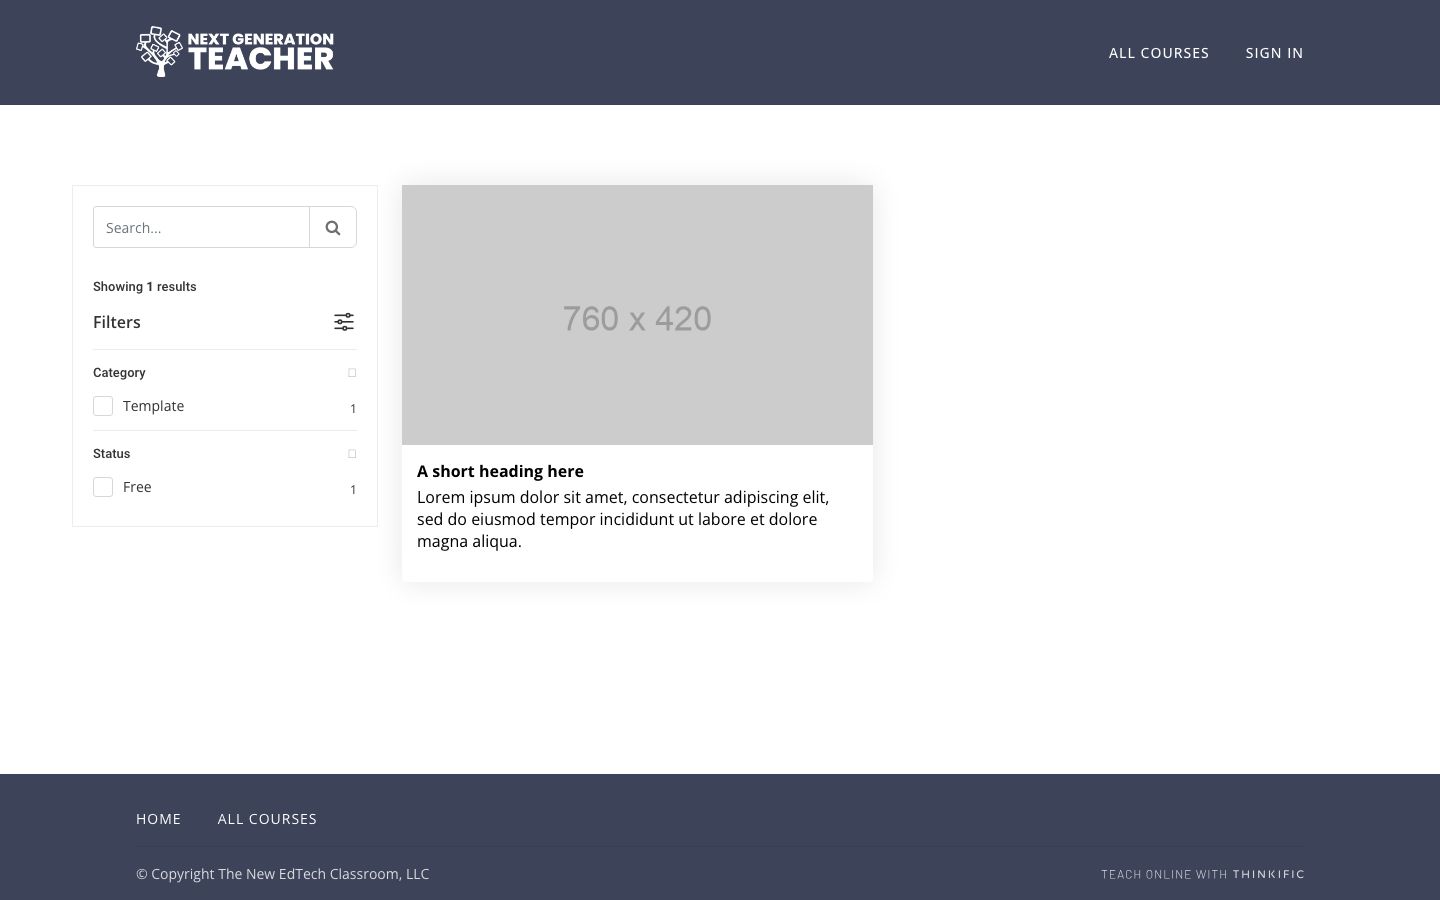 NEXT GENERATION
TEACHER
ALL COURSES
SIGN IN
Search...
Showing 1 results
Filters
Category
Template
1
Status
Free
1
760 x 420
A short heading here
Lorem ipsum dolor sit amet, consectetur adipiscing elit,
sed do eiusmod tempor incididunt ut labore et dolore
magna aliqua.
HOME
ALL COURSES
© Copyright The New EdTech Classroom, LLC
TEACH ONLINE WITH THINKIFIC